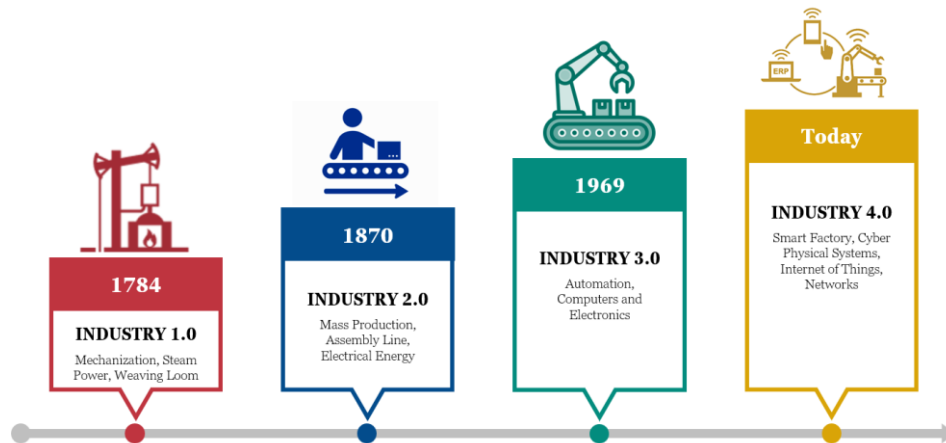 1784
INDUSTRY 1.0
Mechanization, Steam
Power, Weaving Loom
1870
INDUSTRY 2.0
Mass Production,
Assembly Line,
Electrical Energy
1969
INDUSTRY 3.0
Automation,
Computers and
Electronics
ERP
Today
INDUSTRY 4.0
Smart Factory, Cyber
Physical Systems,
Internet of Things,
Networks